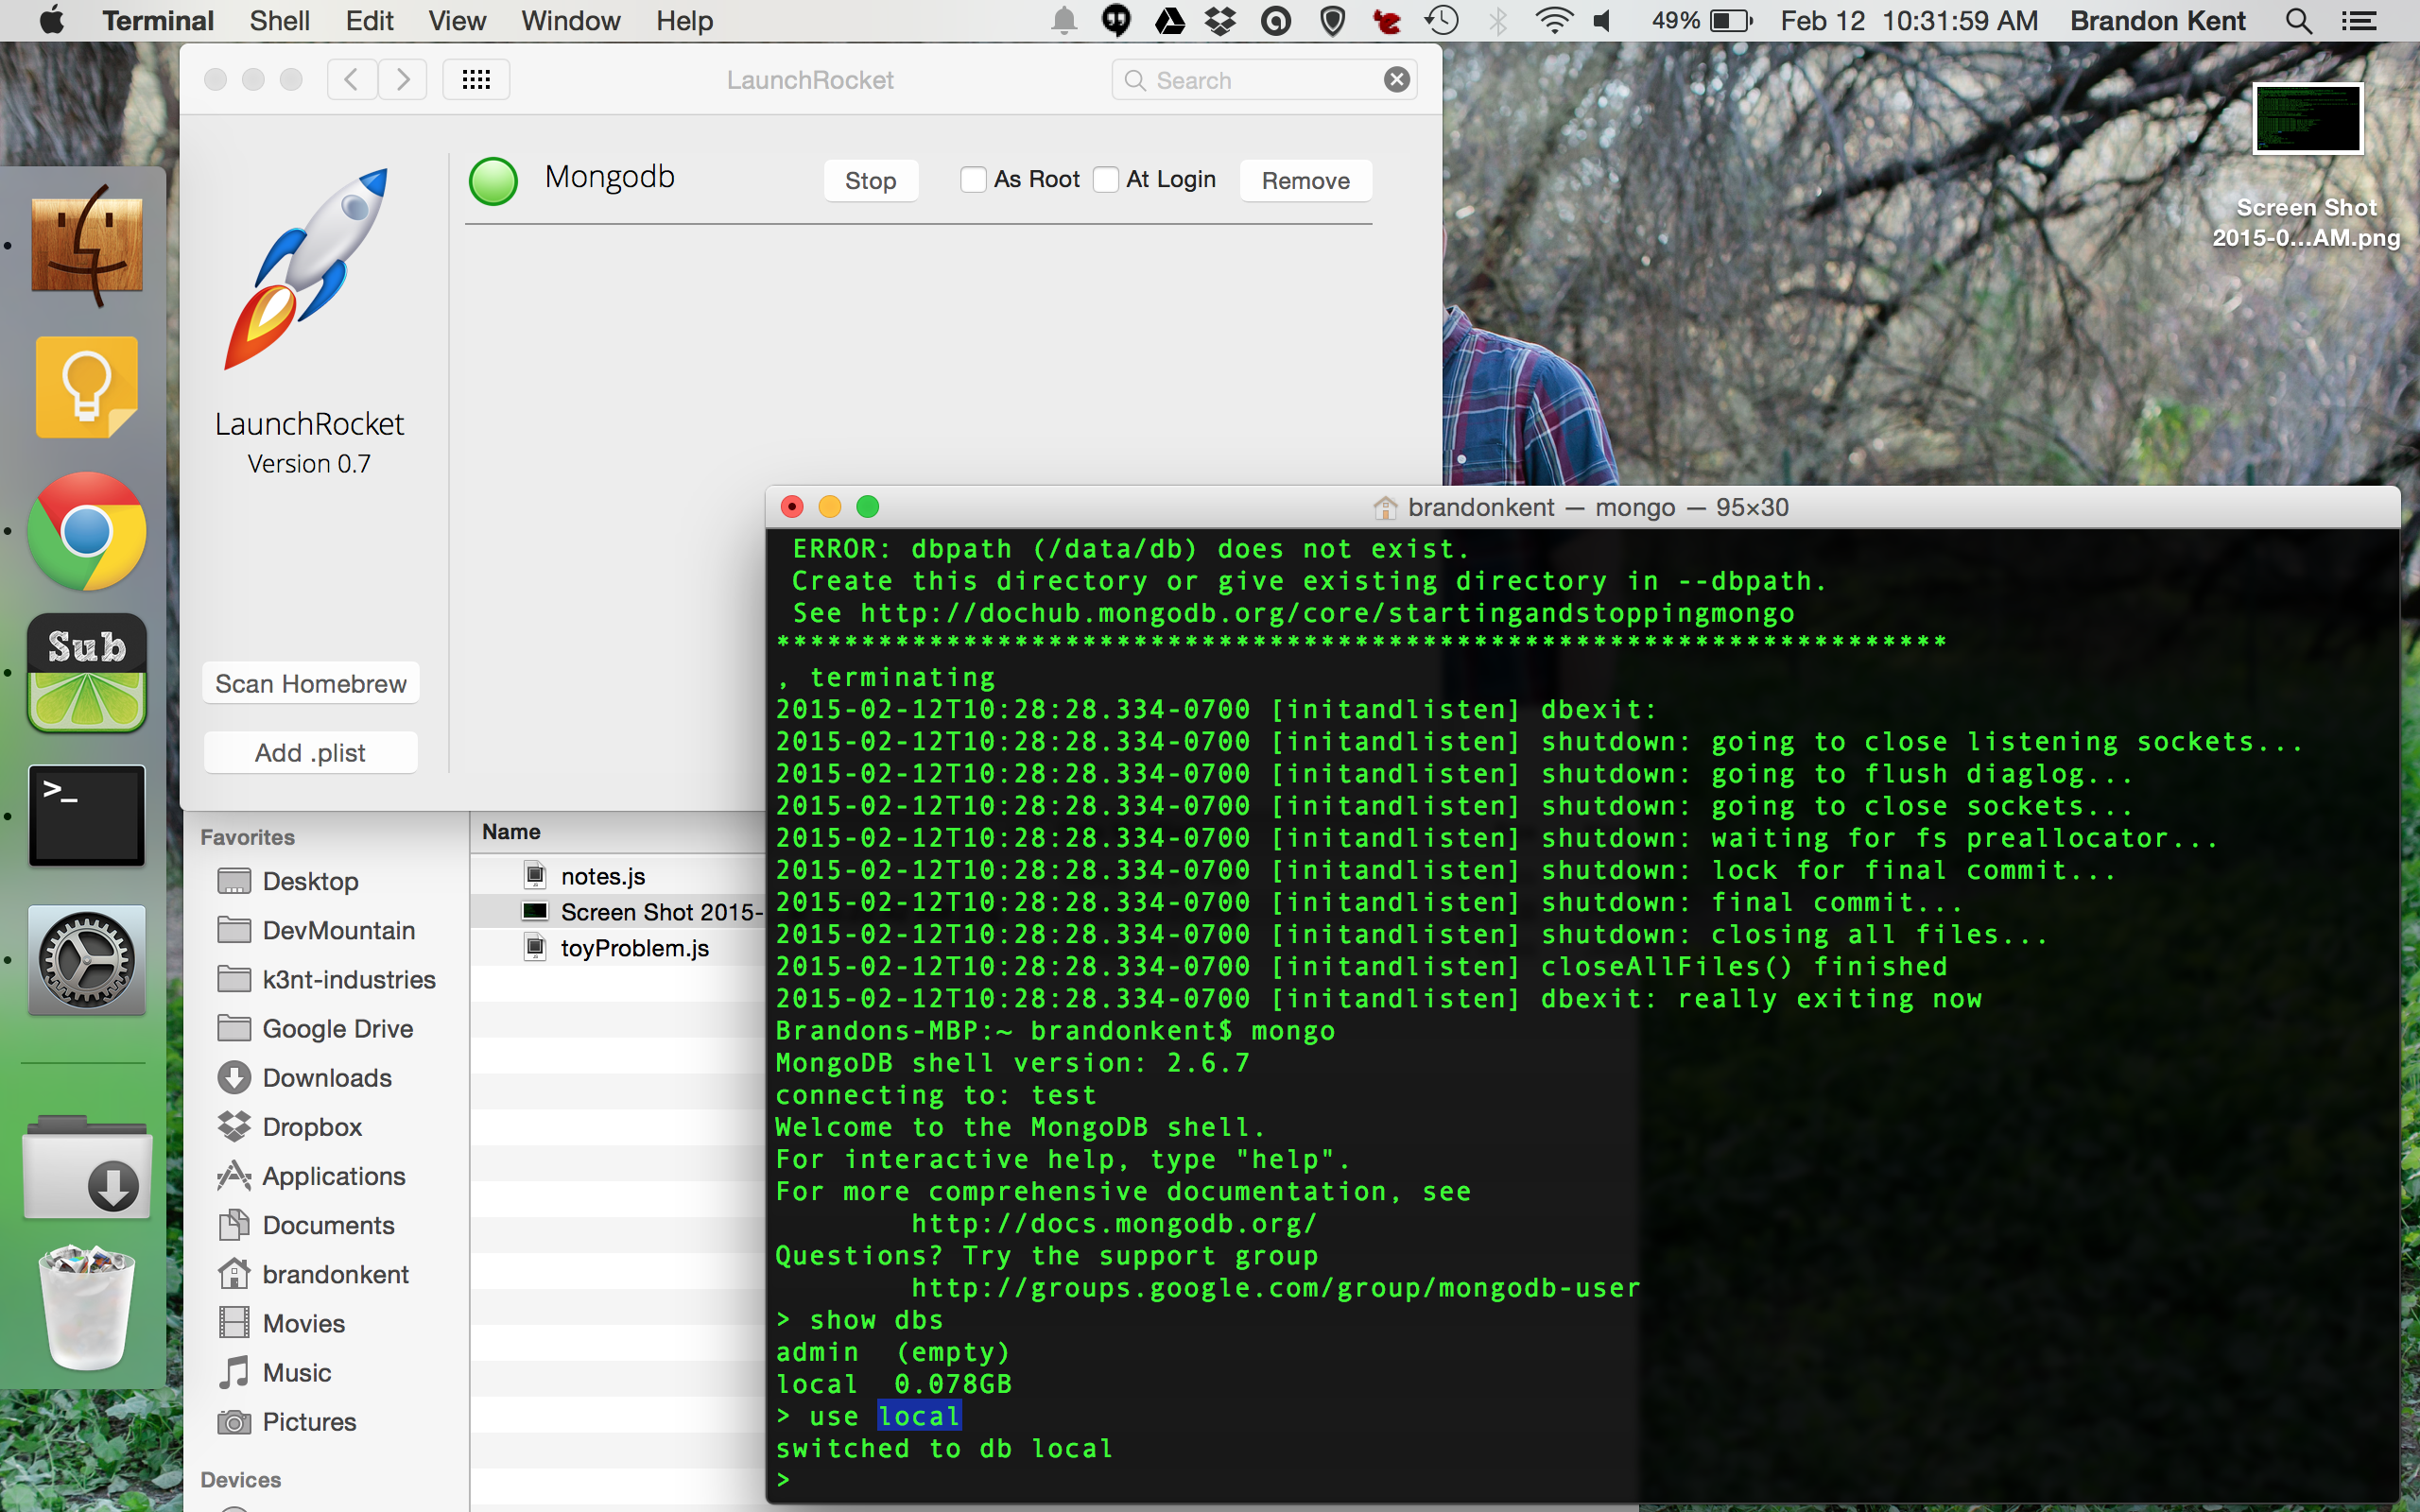 Terminal Shell Edit View Window Help
49% Feb 12 10:31:59 AM Brandon Kent
LaunchRocket
Search
Mongodb
Stop
As Root
At Login
Remove
LaunchRocket
Version 0.7
Scan Homebrew
Add .plist
Screen Shot
2015-0...AM.png
Sub
>_
Favorites
Desktop
DevMountain
k3nt-industries
Google Drive
Downloads
Dropbox
Applications
Documents
brandonkent
Movies
Music
Pictures
Devices
Name
notes.js
Screen Shot 2015-
toyProblem.js
brandonkent — mongo — 95×30
ERROR: dbpath (/data/db) does not exist.
Create this directory or give existing directory in --dbpath.
See http://dochub.mongodb.org/core/startingandstoppingmongo
*********************************************************************
, terminating
2015-02-12T10:28:28.334-0700 [initandlisten] dbexit:
2015-02-12T10:28:28.334-0700 [initandlisten] shutdown: going to close listening sockets...
2015-02-12T10:28:28.334-0700 [initandlisten] shutdown: going to flush diaglog...
2015-02-12T10:28:28.334-0700 [initandlisten] shutdown: going to close sockets...
2015-02-12T10:28:28.334-0700 [initandlisten] shutdown: waiting for fs preallocator...
2015-02-12T10:28:28.334-0700 [initandlisten] shutdown: lock for final commit...
2015-02-12T10:28:28.334-0700 [initandlisten] shutdown: final commit...
2015-02-12T10:28:28.334-0700 [initandlisten] shutdown: closing all files...
2015-02-12T10:28:28.334-0700 [initandlisten] closeAllFiles() finished
2015-02-12T10:28:28.334-0700 [initandlisten] dbexit: really exiting now
Brandons-MBP:~ brandonkent$ mongo
MongoDB shell version: 2.6.7
connecting to: test
Welcome to the MongoDB shell.
For interactive help, type "help".
For more comprehensive documentation, see
http://docs.mongodb.org/
Questions? Try the support group
http://groups.google.com/group/mongodb-user
> show dbs
admin (empty)
local 0.078GB
> use local
switched to db local
>